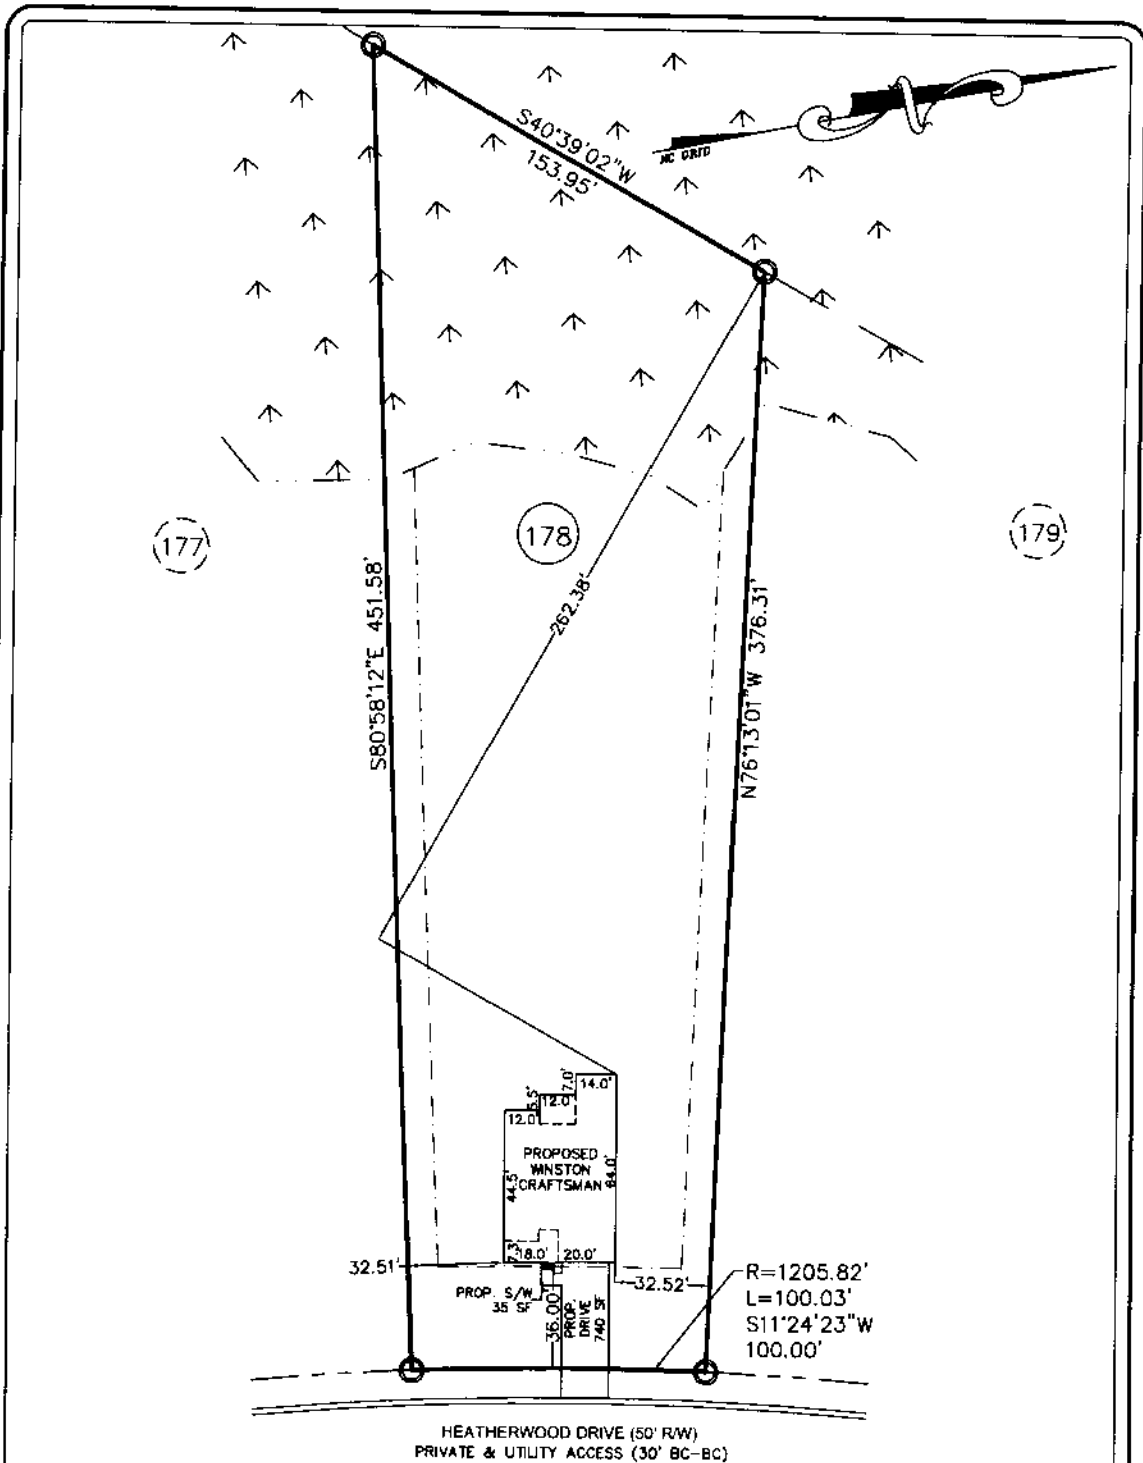 NC GRID
S40°39'02"W
153.95'
177
178
179
262.38'
S80°58'12"E 451.58'
N76°13'01"W 376.31'
14.0'
7.0'
12.0'
5.5'
12.0'
PROPOSED
WINSTON
CRAFTSMAN
44.5'
64.0'
7.3'
18.0'
20.0'
32.51'
32.52'
PROP. S/W
35 SF
36.00'
PROP.
DRIVE
740 SF
R=1205.82'
L=100.03'
S11°24'23"W
100.00'
HEATHERWOOD DRIVE (50' R/W)
PRIVATE & UTILITY ACCESS (30' BC-BC)